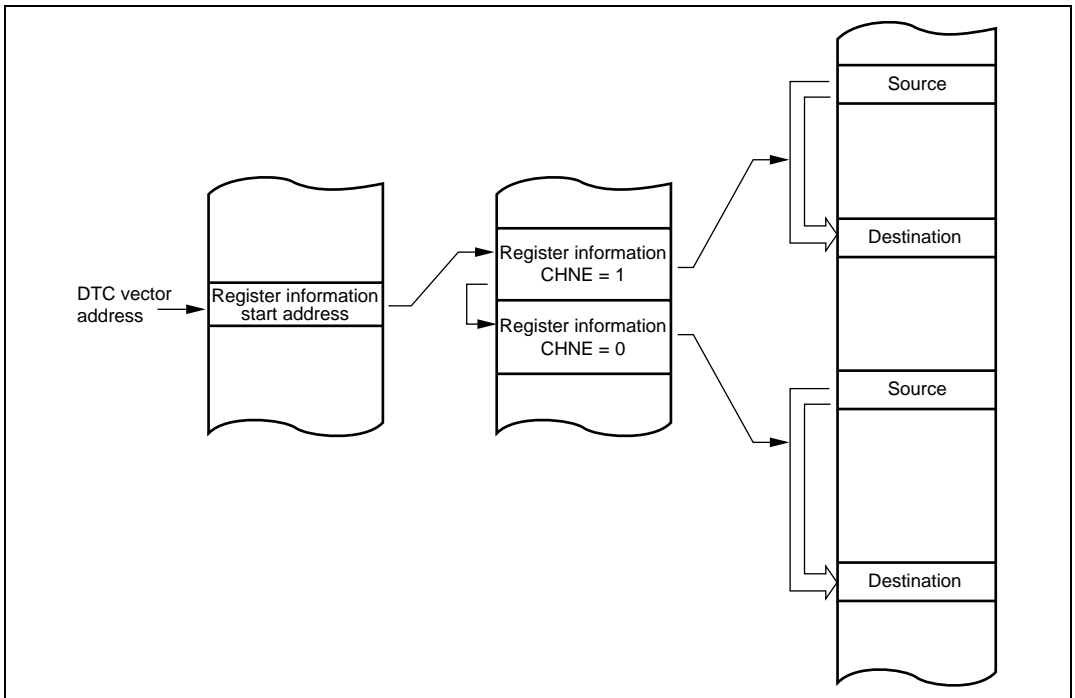 DTC vector
address
Register information
start address
Register information
CHNE = 1
Register information
CHNE = 0
Source
Destination
Source
Destination